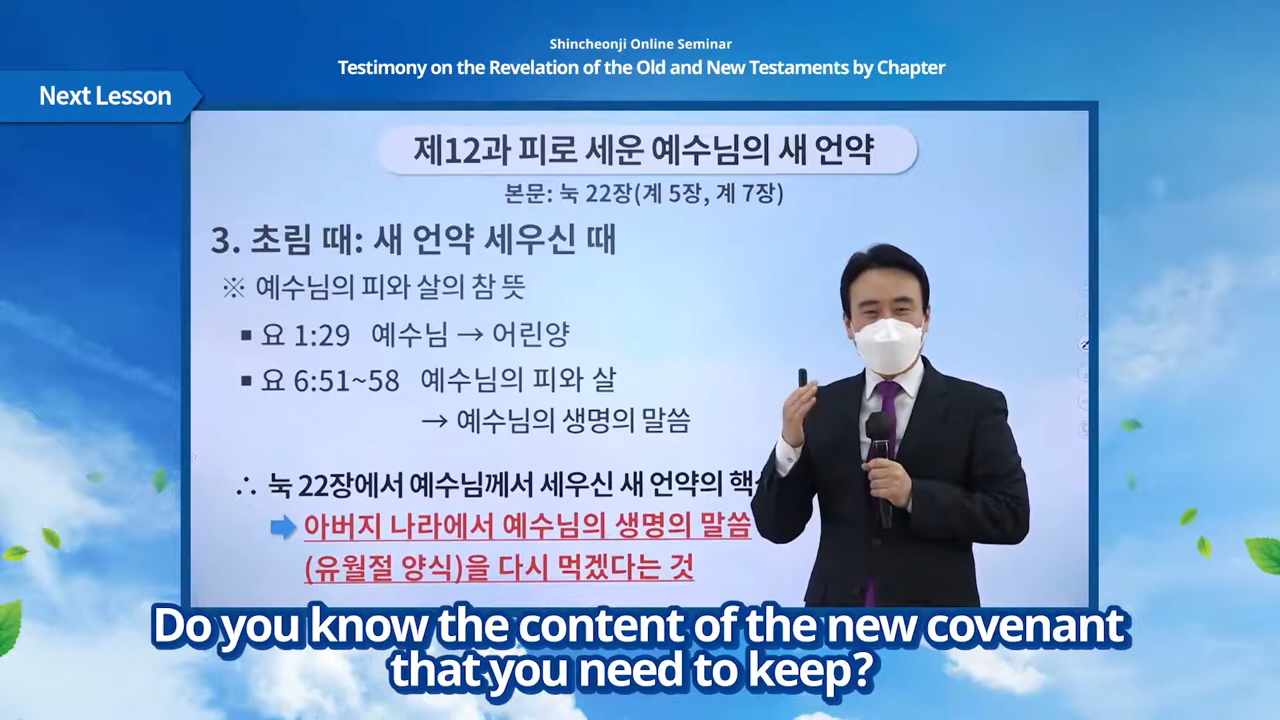 Shincheonji Online Seminar
Testimony on the Revelation of the Old and New Testaments by Chapter
Next Lesson
제12과 피로 세운 예수님의 새 언약
본문: 눅 22장(계 5장, 계 7장)
3. 초림 때: 새 언약 세우신 때
※ 예수님의 피와 살의 참 뜻
▪ 요 1:29 예수님 → 어린양
▪ 요 6:51~58 예수님의 피와 살
→ 예수님의 생명의 말씀
∴ 눅 22장에서 예수님께서 세우신 새 언약의
아버지 나라에서 예수님의 생명의 말씀
(유월절 양식)을 다시 먹겠다는 것
Do you know the content of the new covenant
that you need to keep?